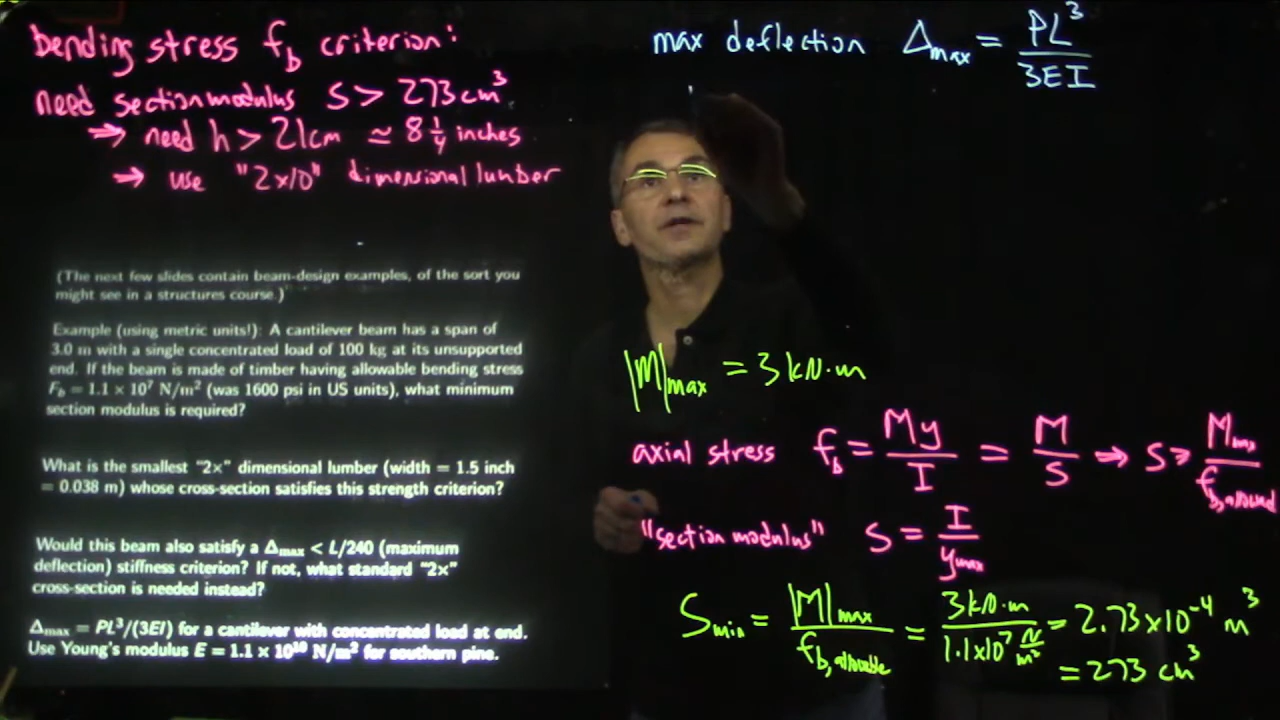 bending stress f_b criterion:
need section modulus S > 273 cm³
⇒ need h > 21cm ≃ 8 1/4 inches
⇒ use "2x10" dimensional lumber
(The next few slides contain beam-design examples, of the sort you
might see in a structures course.)
Example (using metric units!): A cantilever beam has a span of
3.0 m with a single concentrated load of 100 kg at its unsupported
end. If the beam is made of timber having allowable bending stress
F_b = 1.1 × 10⁷ N/m² (was 1600 psi in US units), what minimum
section modulus is required?
What is the smallest "2×" dimensional lumber (width = 1.5 inch
= 0.038 m) whose cross-section satisfies this strength criterion?
Would this beam also satisfy a Δ_max < L/240 (maximum
deflection) stiffness criterion? If not, what standard "2×"
cross-section is needed instead?
Δ_max = PL³/(3EI) for a cantilever with concentrated load at end.
Use Young's modulus E = 1.1 × 10¹⁰ N/m² for southern pine.
max deflection Δ_max = PL³/3EI
|M|_max = 3 kN·m
axial stress f_b = My/I = M/S ⇒ S > M_max/f_b,allowed
"section modulus" S = I/y_max
S_min = |M|_max/f_b,allowable = 3 kN·m/1.1x10⁷ N/m² = 2.73x10⁻⁴ m³
= 273 cm³